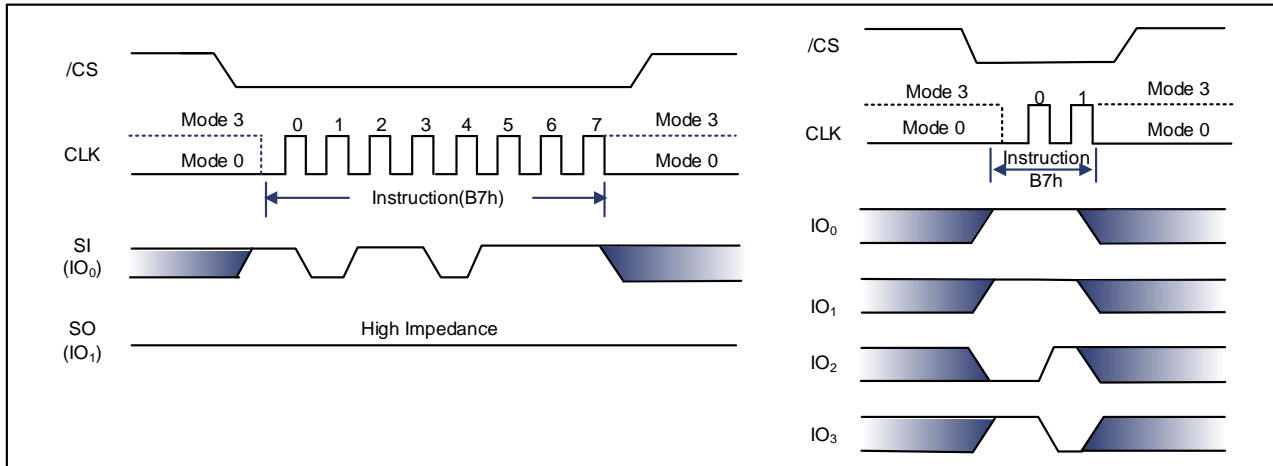 /CS
Mode 3 0 1 2 3 4 5 6 7 Mode 3
CLK Mode 0 Mode 0
Instruction(B7h)
SI
(IO0)
SO High Impedance
(IO1)
/CS
Mode 3 0 1 Mode 3
CLK Mode 0 Mode 0
Instruction
B7h
IO0
IO1
IO2
IO3